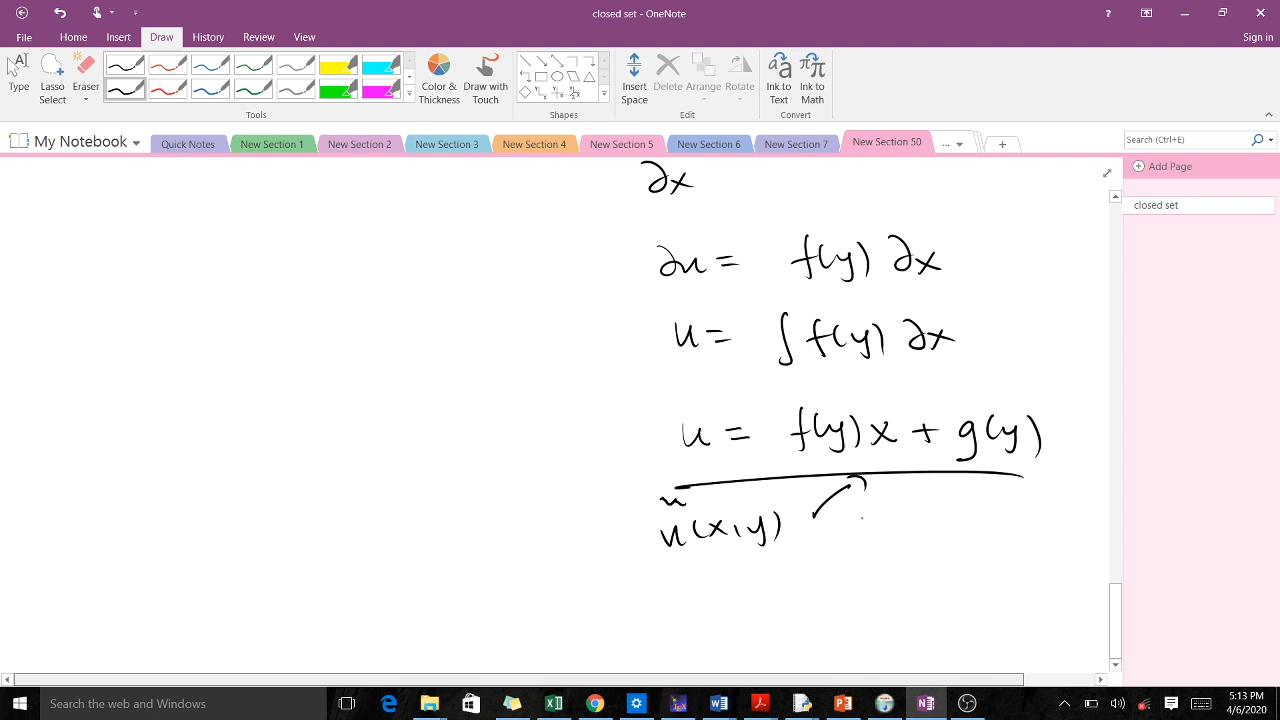 closed set - OneNote
File Home Insert Draw History Review View Sign in
Type Lasso Select Eraser Color & Thickness Draw with Touch Insert Space Delete Arrange Rotate Ink to Text Ink to Math
Tools Shapes Edit Convert
My Notebook Quick Notes New Section 1 New Section 2 New Section 3 New Section 4 New Section 5 New Section 6 New Section 7 New Section 50 ... Search (Ctrl+E)
Add Page
closed set
∂x
∂u = f(y) ∂x
u = ∫ f(y) ∂x
u = f(y)x + g(y)
u(x,y)
Search the web and Windows
5:13 PM
4/6/2020